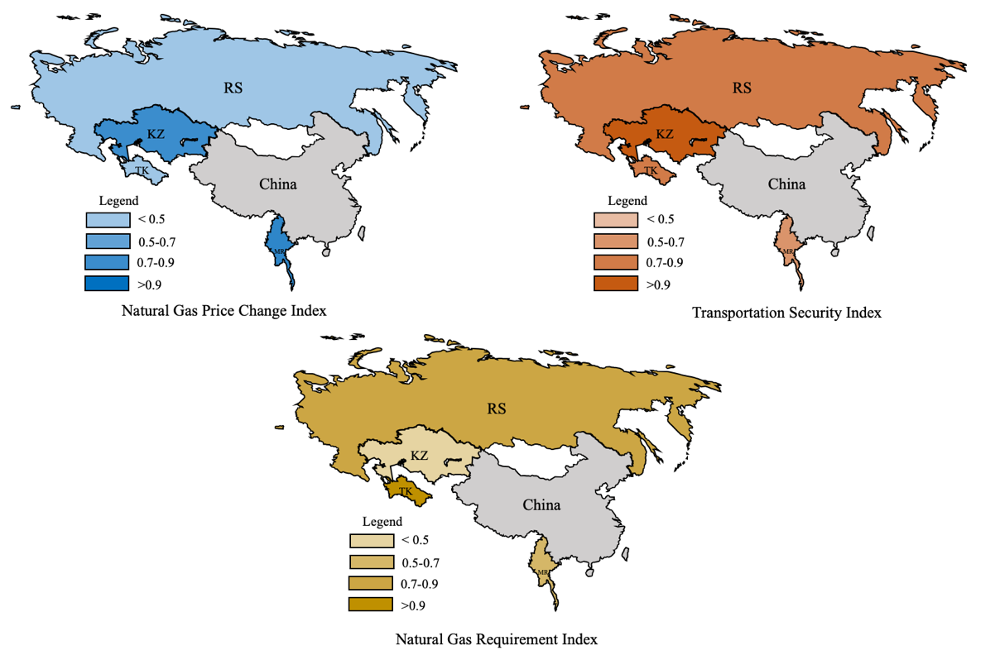 RS
KZ
TK
China
MR
Legend
< 0.5
0.5-0.7
0.7-0.9
>0.9
Natural Gas Price Change Index
RS
KZ
TK
China
MR
Legend
< 0.5
0.5-0.7
0.7-0.9
>0.9
Transportation Security Index
RS
KZ
TK
China
MR
Legend
< 0.5
0.5-0.7
0.7-0.9
>0.9
Natural Gas Requirement Index